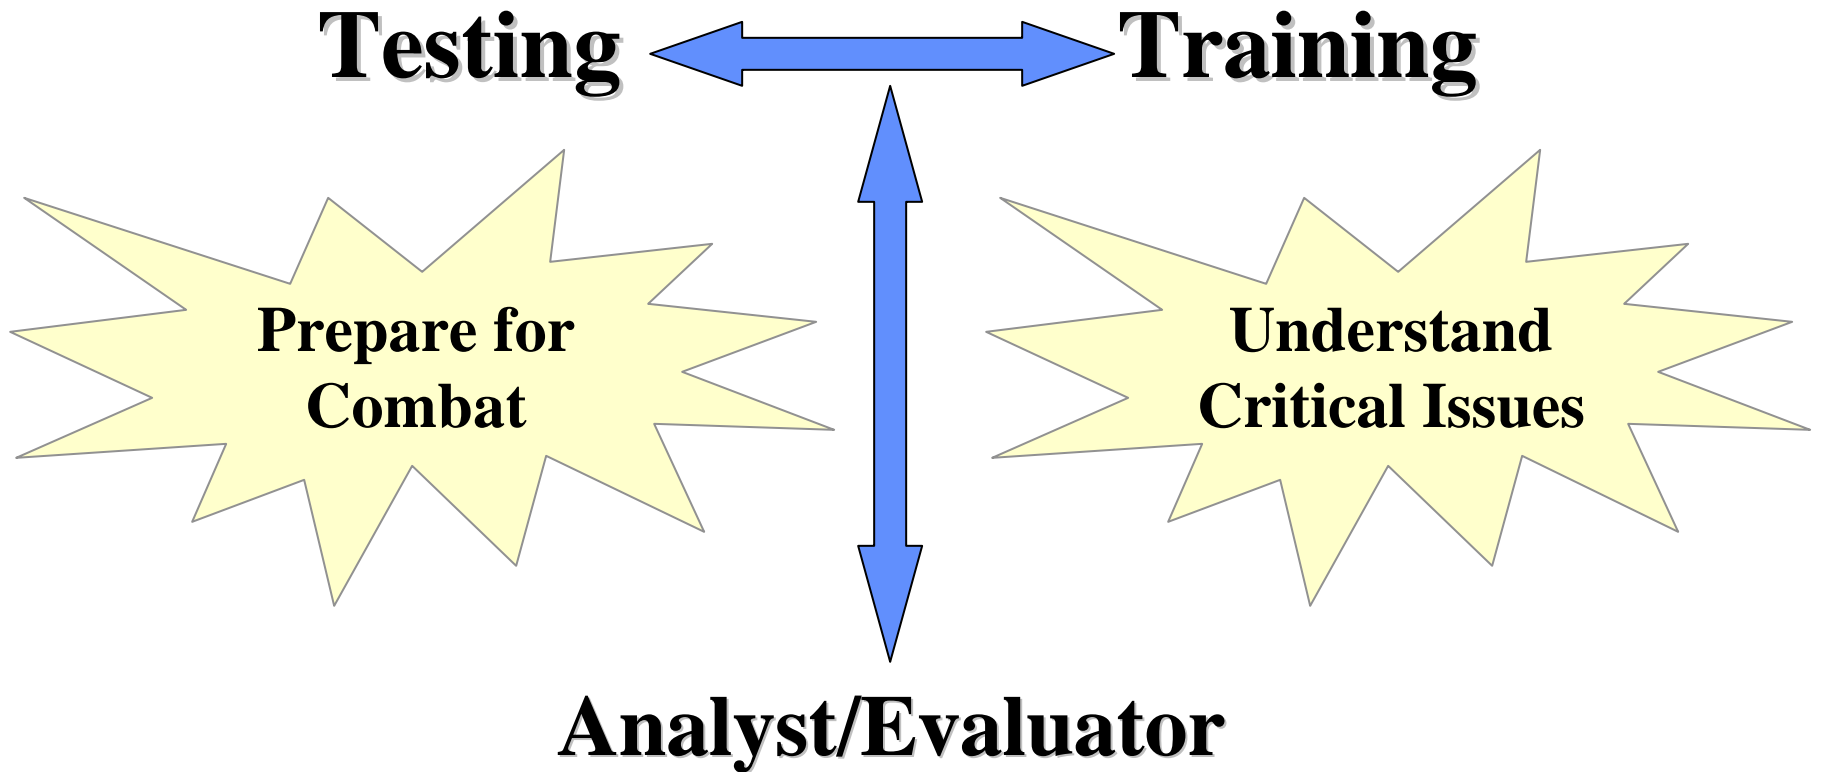 Testing
Training
Prepare for
Combat
Understand
Critical Issues
Analyst/Evaluator